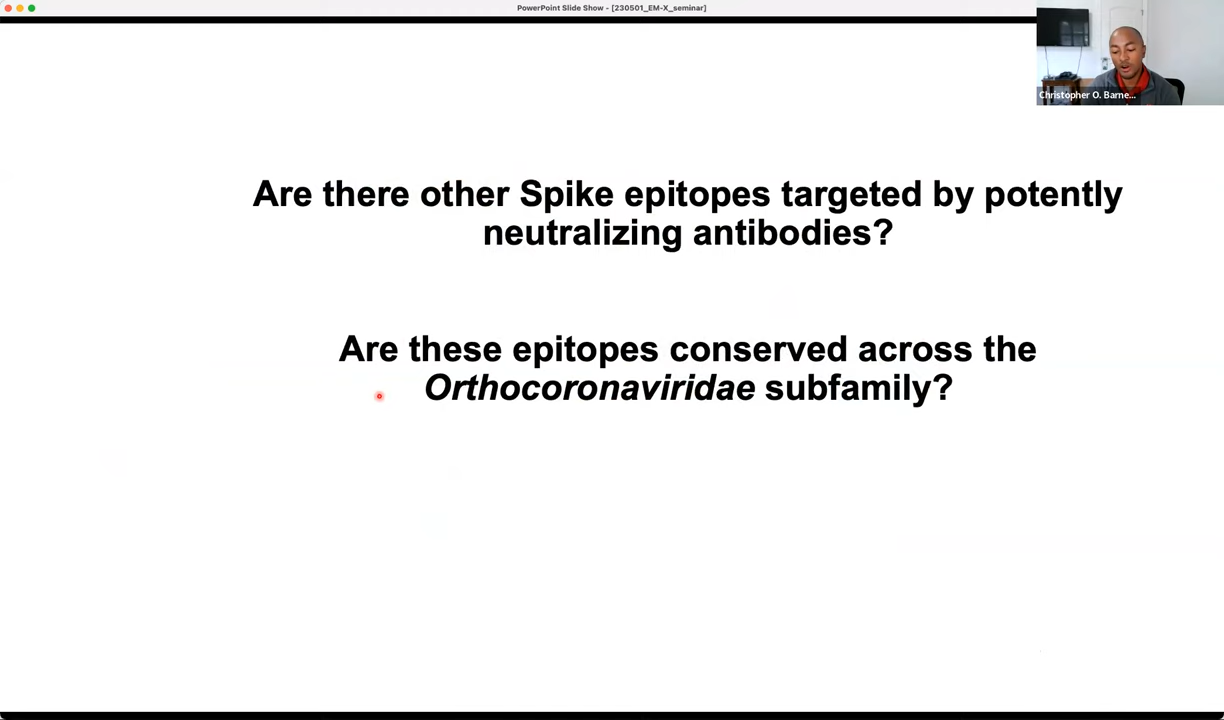 PowerPoint Slide Show - [230501_EM-X_seminar]
Christopher O. Barne...
Are there other Spike epitopes targeted by potently
neutralizing antibodies?
Are these epitopes conserved across the
Orthocoronaviridae subfamily?